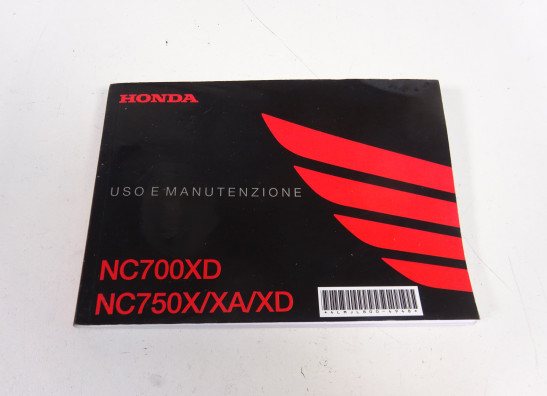 HONDA
USO E MANUTENZIONE
NC700XD
NC750X/XA/XD